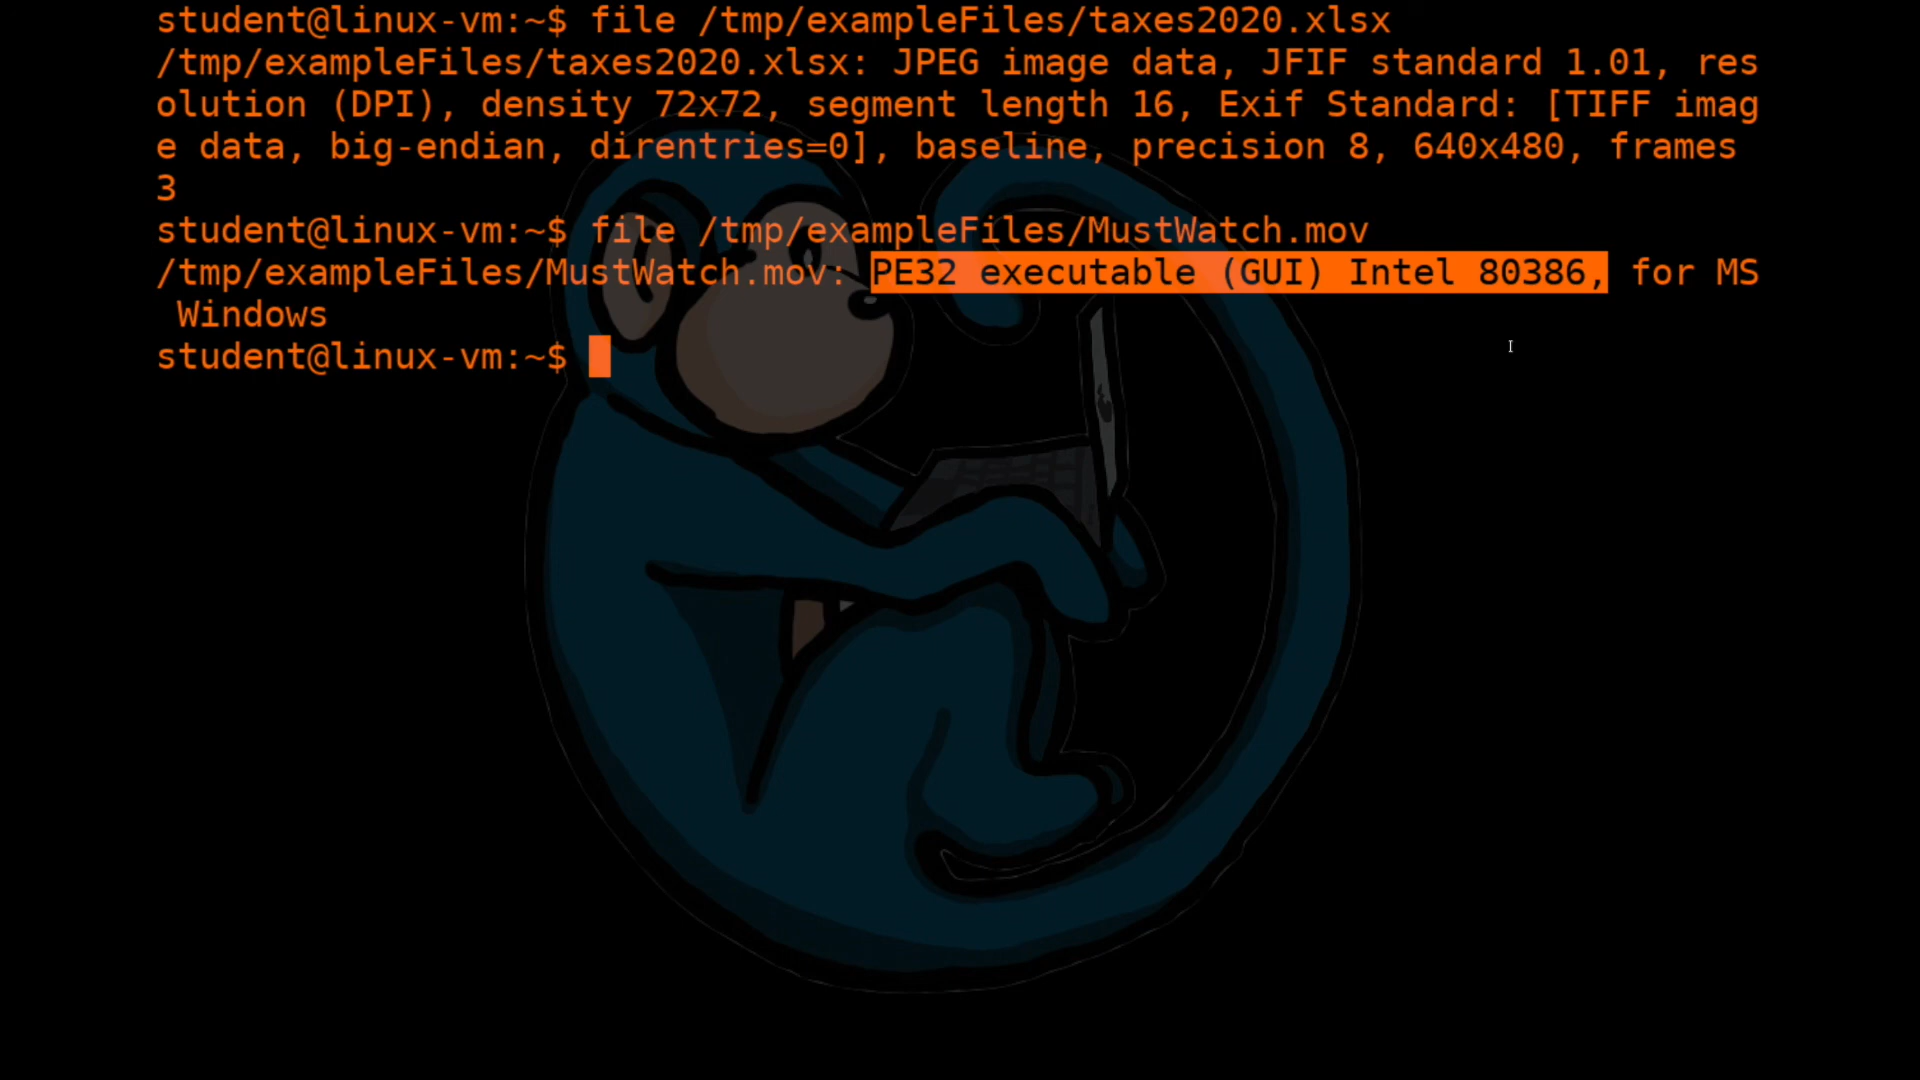 student@linux-vm:~$ file /tmp/exampleFiles/taxes2020.xlsx
/tmp/exampleFiles/taxes2020.xlsx: JPEG image data, JFIF standard 1.01, res
olution (DPI), density 72x72, segment length 16, Exif Standard: [TIFF imag
e data, big-endian, direntries=0], baseline, precision 8, 640x480, frames
3
student@linux-vm:~$ file /tmp/exampleFiles/MustWatch.mov
/tmp/exampleFiles/MustWatch.mov: PE32 executable (GUI) Intel 80386, for MS
 Windows
student@linux-vm:~$